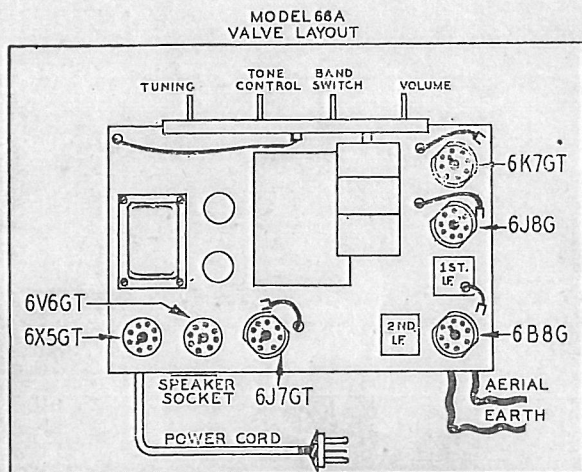 MODEL 66A
VALVE LAYOUT
TUNING
TONE
CONTROL
BAND
SWITCH
VOLUME
6K7GT
6J8G
1ST.
I.F.
6V6GT
6X5GT
2ND.
I.F.
6B8G
SPEAKER
SOCKET
6J7GT
AERIAL
EARTH
POWER CORD